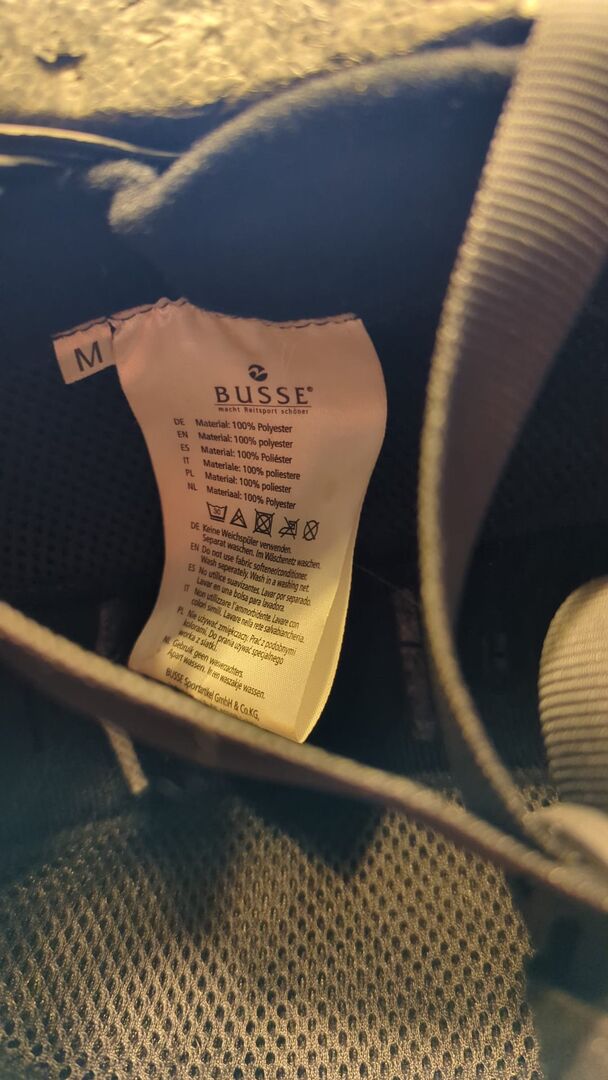 M
BUSSE®
macht Reitsport schöner
DE Material: 100% Polyester
EN Material: 100% polyester
ES Material: 100% Poliéster
IT Materiale: 100% poliestere
PL Materiał: 100% poliester
NL Materiaal: 100% Polyester
30
DE Keine Weichspüler verwenden.
Separat waschen. Im Wäschenetz waschen.
EN Do not use fabric softener/conditioner.
Wash seperately. Wash in a washing net.
ES No utilice suavizantes. Lavar por separado.
Lavar en una bolsa para lavadora.
IT Non utilizzare l'ammorbidente. Lavare con
colori simili. Lavare nella rete salvabiancheria.
PL Nie używać zmiękczaczy. Prać z podobnymi
kolorami. Do prania używać specjalnego
worka z siatki.
NL Gebruik geen wasverzachters.
Apart wassen. In een waszakje wassen.
BUSSE Sportartikel GmbH & Co.KG,